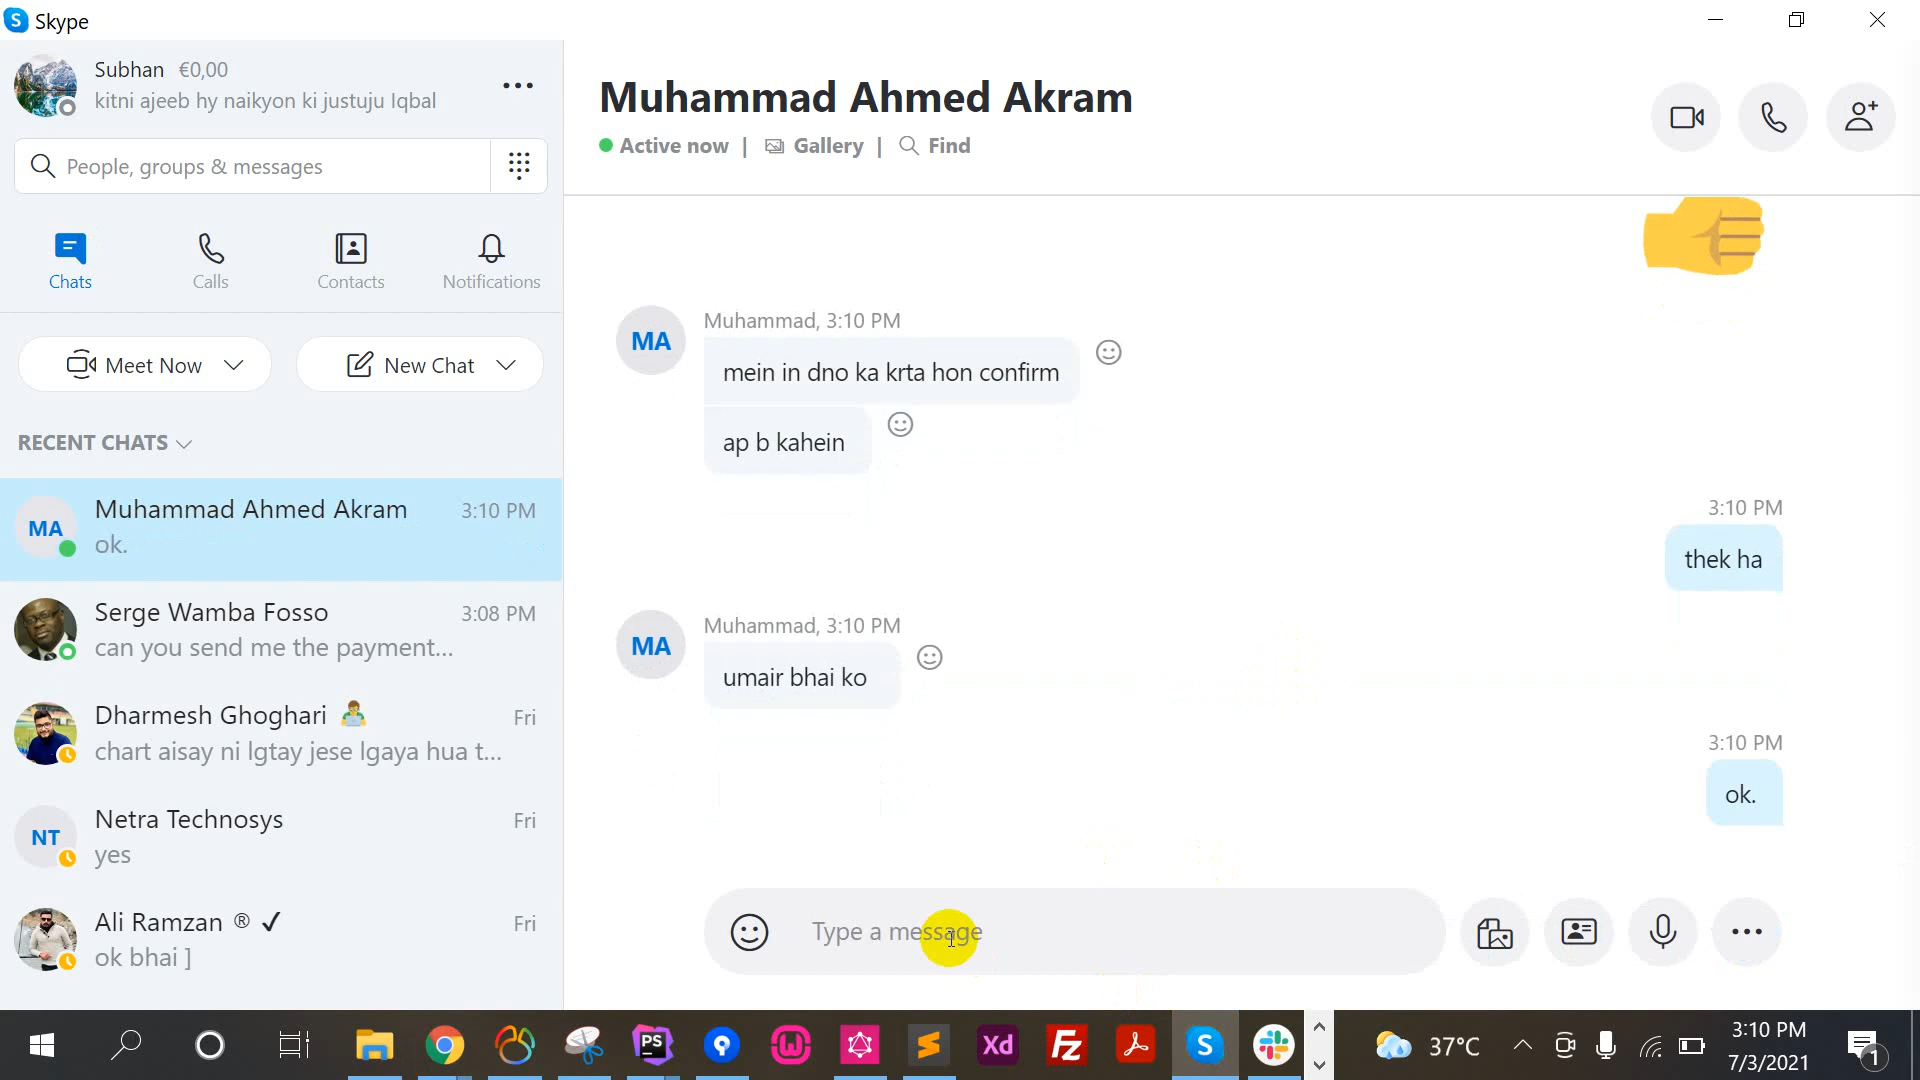 Skype
Subhan €0,00
kitni ajeeb hy naikyon ki justuju Iqbal
People, groups & messages
Chats
Calls
Contacts
Notifications
Meet Now
New Chat
RECENT CHATS
MA
Muhammad Ahmed Akram 3:10 PM
ok.
Serge Wamba Fosso 3:08 PM
can you send me the payment...
Dharmesh Ghoghari Fri
chart aisay ni lgtay jese lgaya hua t...
NT
Netra Technosys Fri
yes
Ali Ramzan ® ✓ Fri
ok bhai ]
Muhammad Ahmed Akram
Active now | Gallery | Find
MA
Muhammad, 3:10 PM
mein in dno ka krta hon confirm
ap b kahein
3:10 PM
thek ha
MA
Muhammad, 3:10 PM
umair bhai ko
3:10 PM
ok.
Type a message
PS
Xd
Fz
S
37°C
3:10 PM
7/3/2021
1